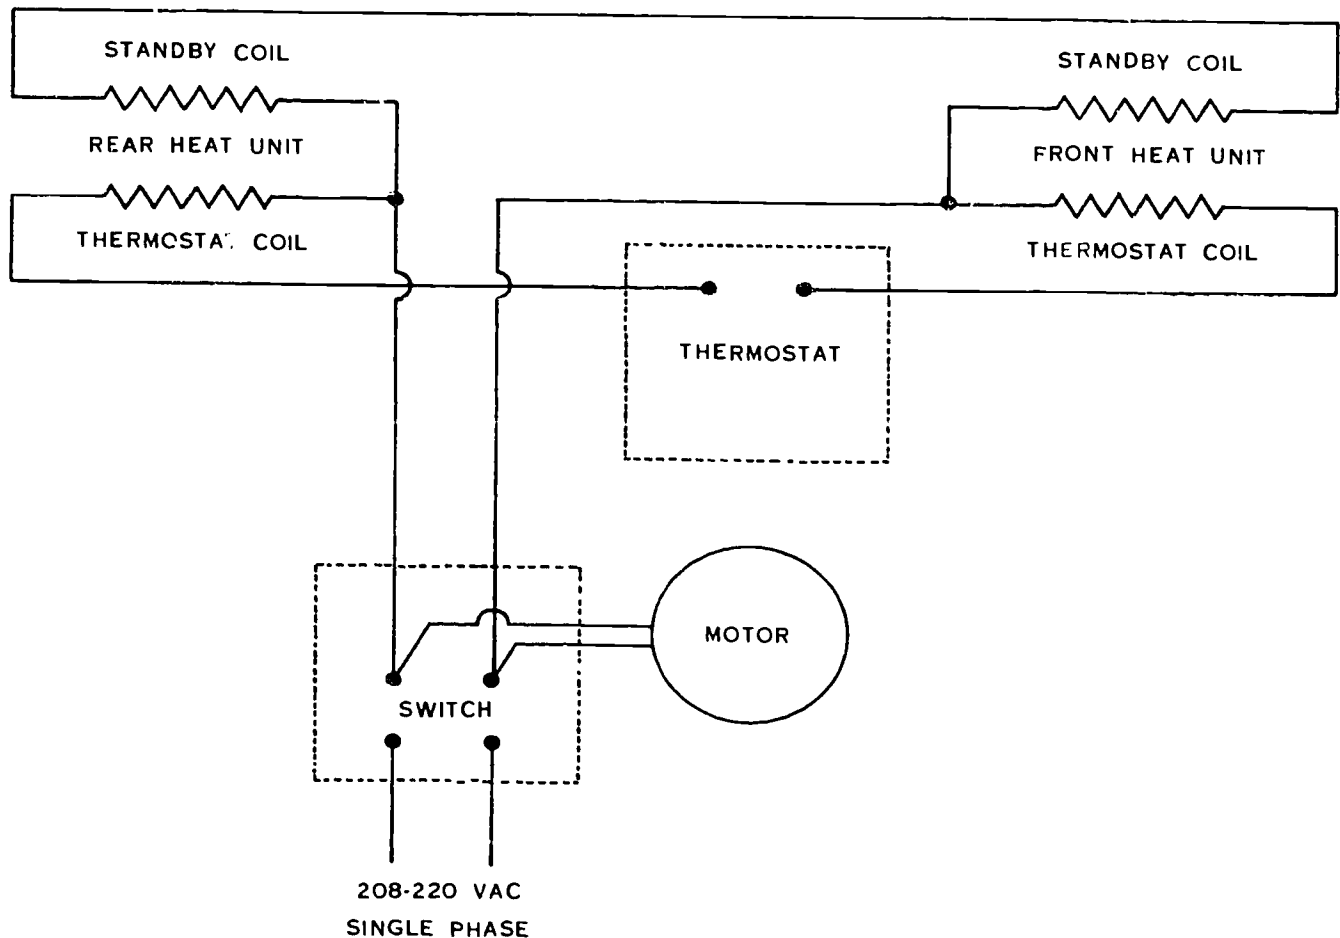 STANDBY COIL
REAR HEAT UNIT
THERMOSTAT COIL
STANDBY COIL
FRONT HEAT UNIT
THERMOSTAT COIL
THERMOSTAT
MOTOR
SWITCH
208-220 VAC
SINGLE PHASE